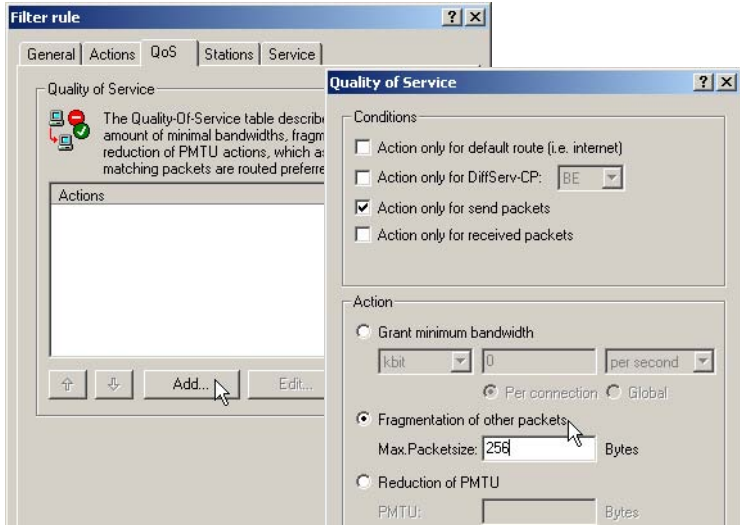 Filter rule
General Actions QoS Stations Service
Quality of Service
The Quality-Of-Service table describe
amount of minimal bandwidths, fragm
reduction of PMTU actions, which a
matching packets are routed preferre
Actions
Add...
Edit...
Quality of Service
Conditions
Action only for default route (i.e. internet)
Action only for DiffServ-CP: BE
Action only for send packets
Action only for received packets
Action
Grant minimum bandwidth
kbit 0 per second
Per connection Global
Fragmentation of other packets
Max.Packetsize: 256 Bytes
Reduction of PMTU
PMTU: Bytes